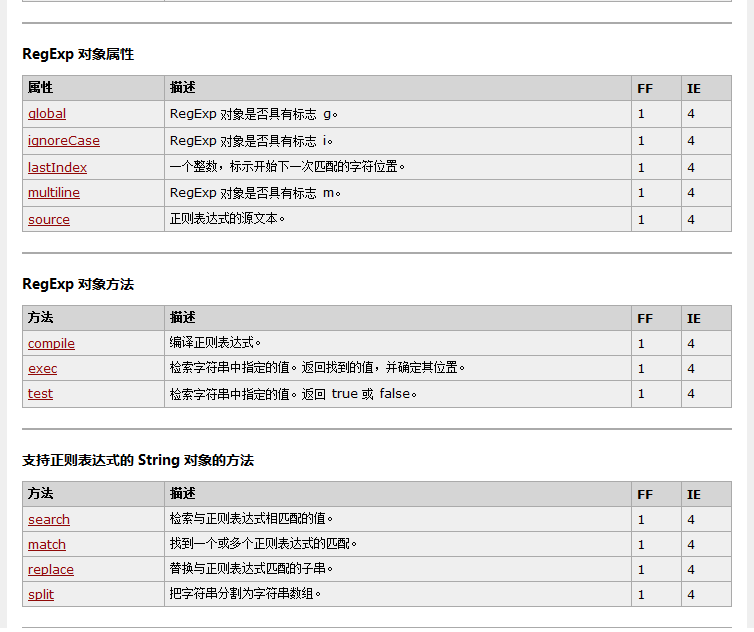 RegExp 对象属性
属性 描述 FF IE
global RegExp 对象是否具有标志 g。 1 4
ignoreCase RegExp 对象是否具有标志 i。 1 4
lastIndex 一个整数，标示开始下一次匹配的字符位置。 1 4
multiline RegExp 对象是否具有标志 m。 1 4
source 正则表达式的源文本。 1 4
RegExp 对象方法
方法 描述 FF IE
compile 编译正则表达式。 1 4
exec 检索字符串中指定的值。返回找到的值，并确定其位置。 1 4
test 检索字符串中指定的值。返回 true 或 false。 1 4
支持正则表达式的 String 对象的方法
方法 描述 FF IE
search 检索与正则表达式相匹配的值。 1 4
match 找到一个或多个正则表达式的匹配。 1 4
replace 替换与正则表达式匹配的子串。 1 4
split 把字符串分割为字符串数组。 1 4